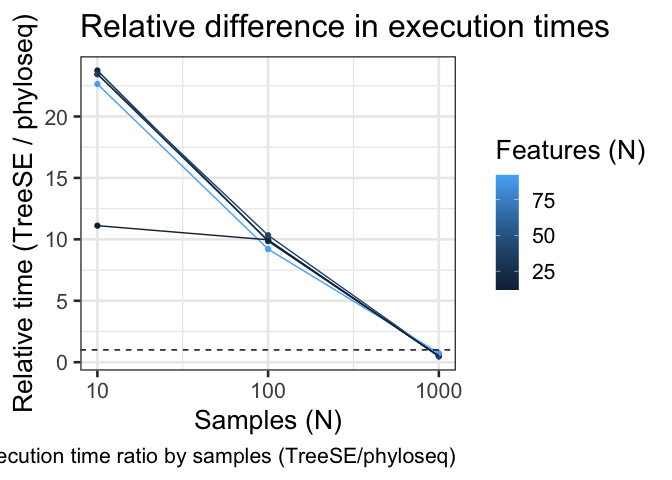 Relative difference in execution times
Relative time (TreeSE / phyloseq)
20
15
10
5
0
10 100 1000
Samples (N)
Features (N)
75
50
25
time ratio by samples (TreeSE/phyloseq)